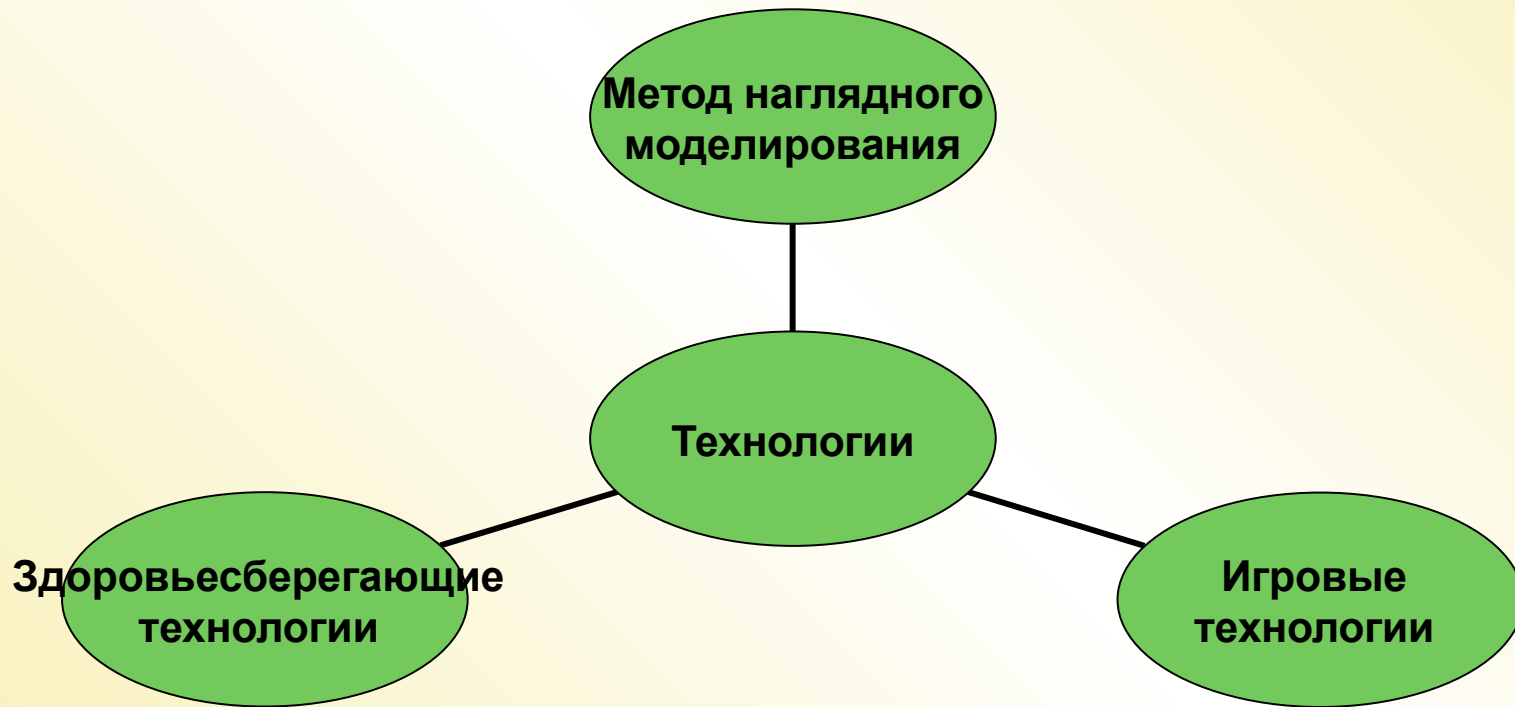 Метод наглядного
моделирования
Технологии
Здоровьесберегающие
технологии
Игровые
технологии